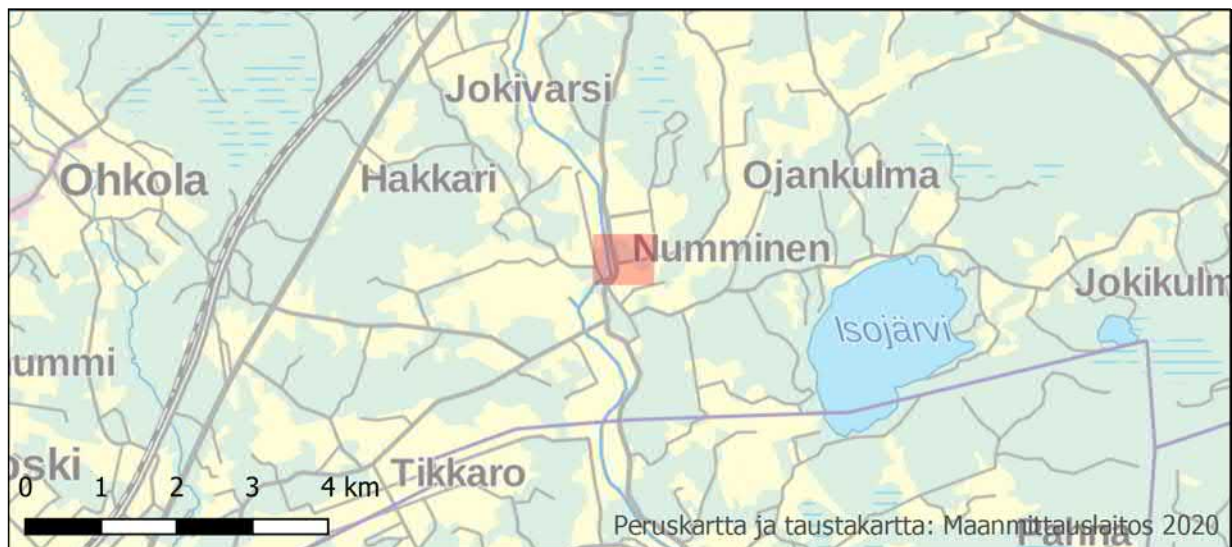 Jokivarsi
Ohkola
Hakkari
Ojankulma
Numminen
Jokikulm
Isojärvi
ummi
oski
Tikkaro
0 1 2 3 4 km
Peruskartta ja taustakartta: Maanmittauslaitos 2020